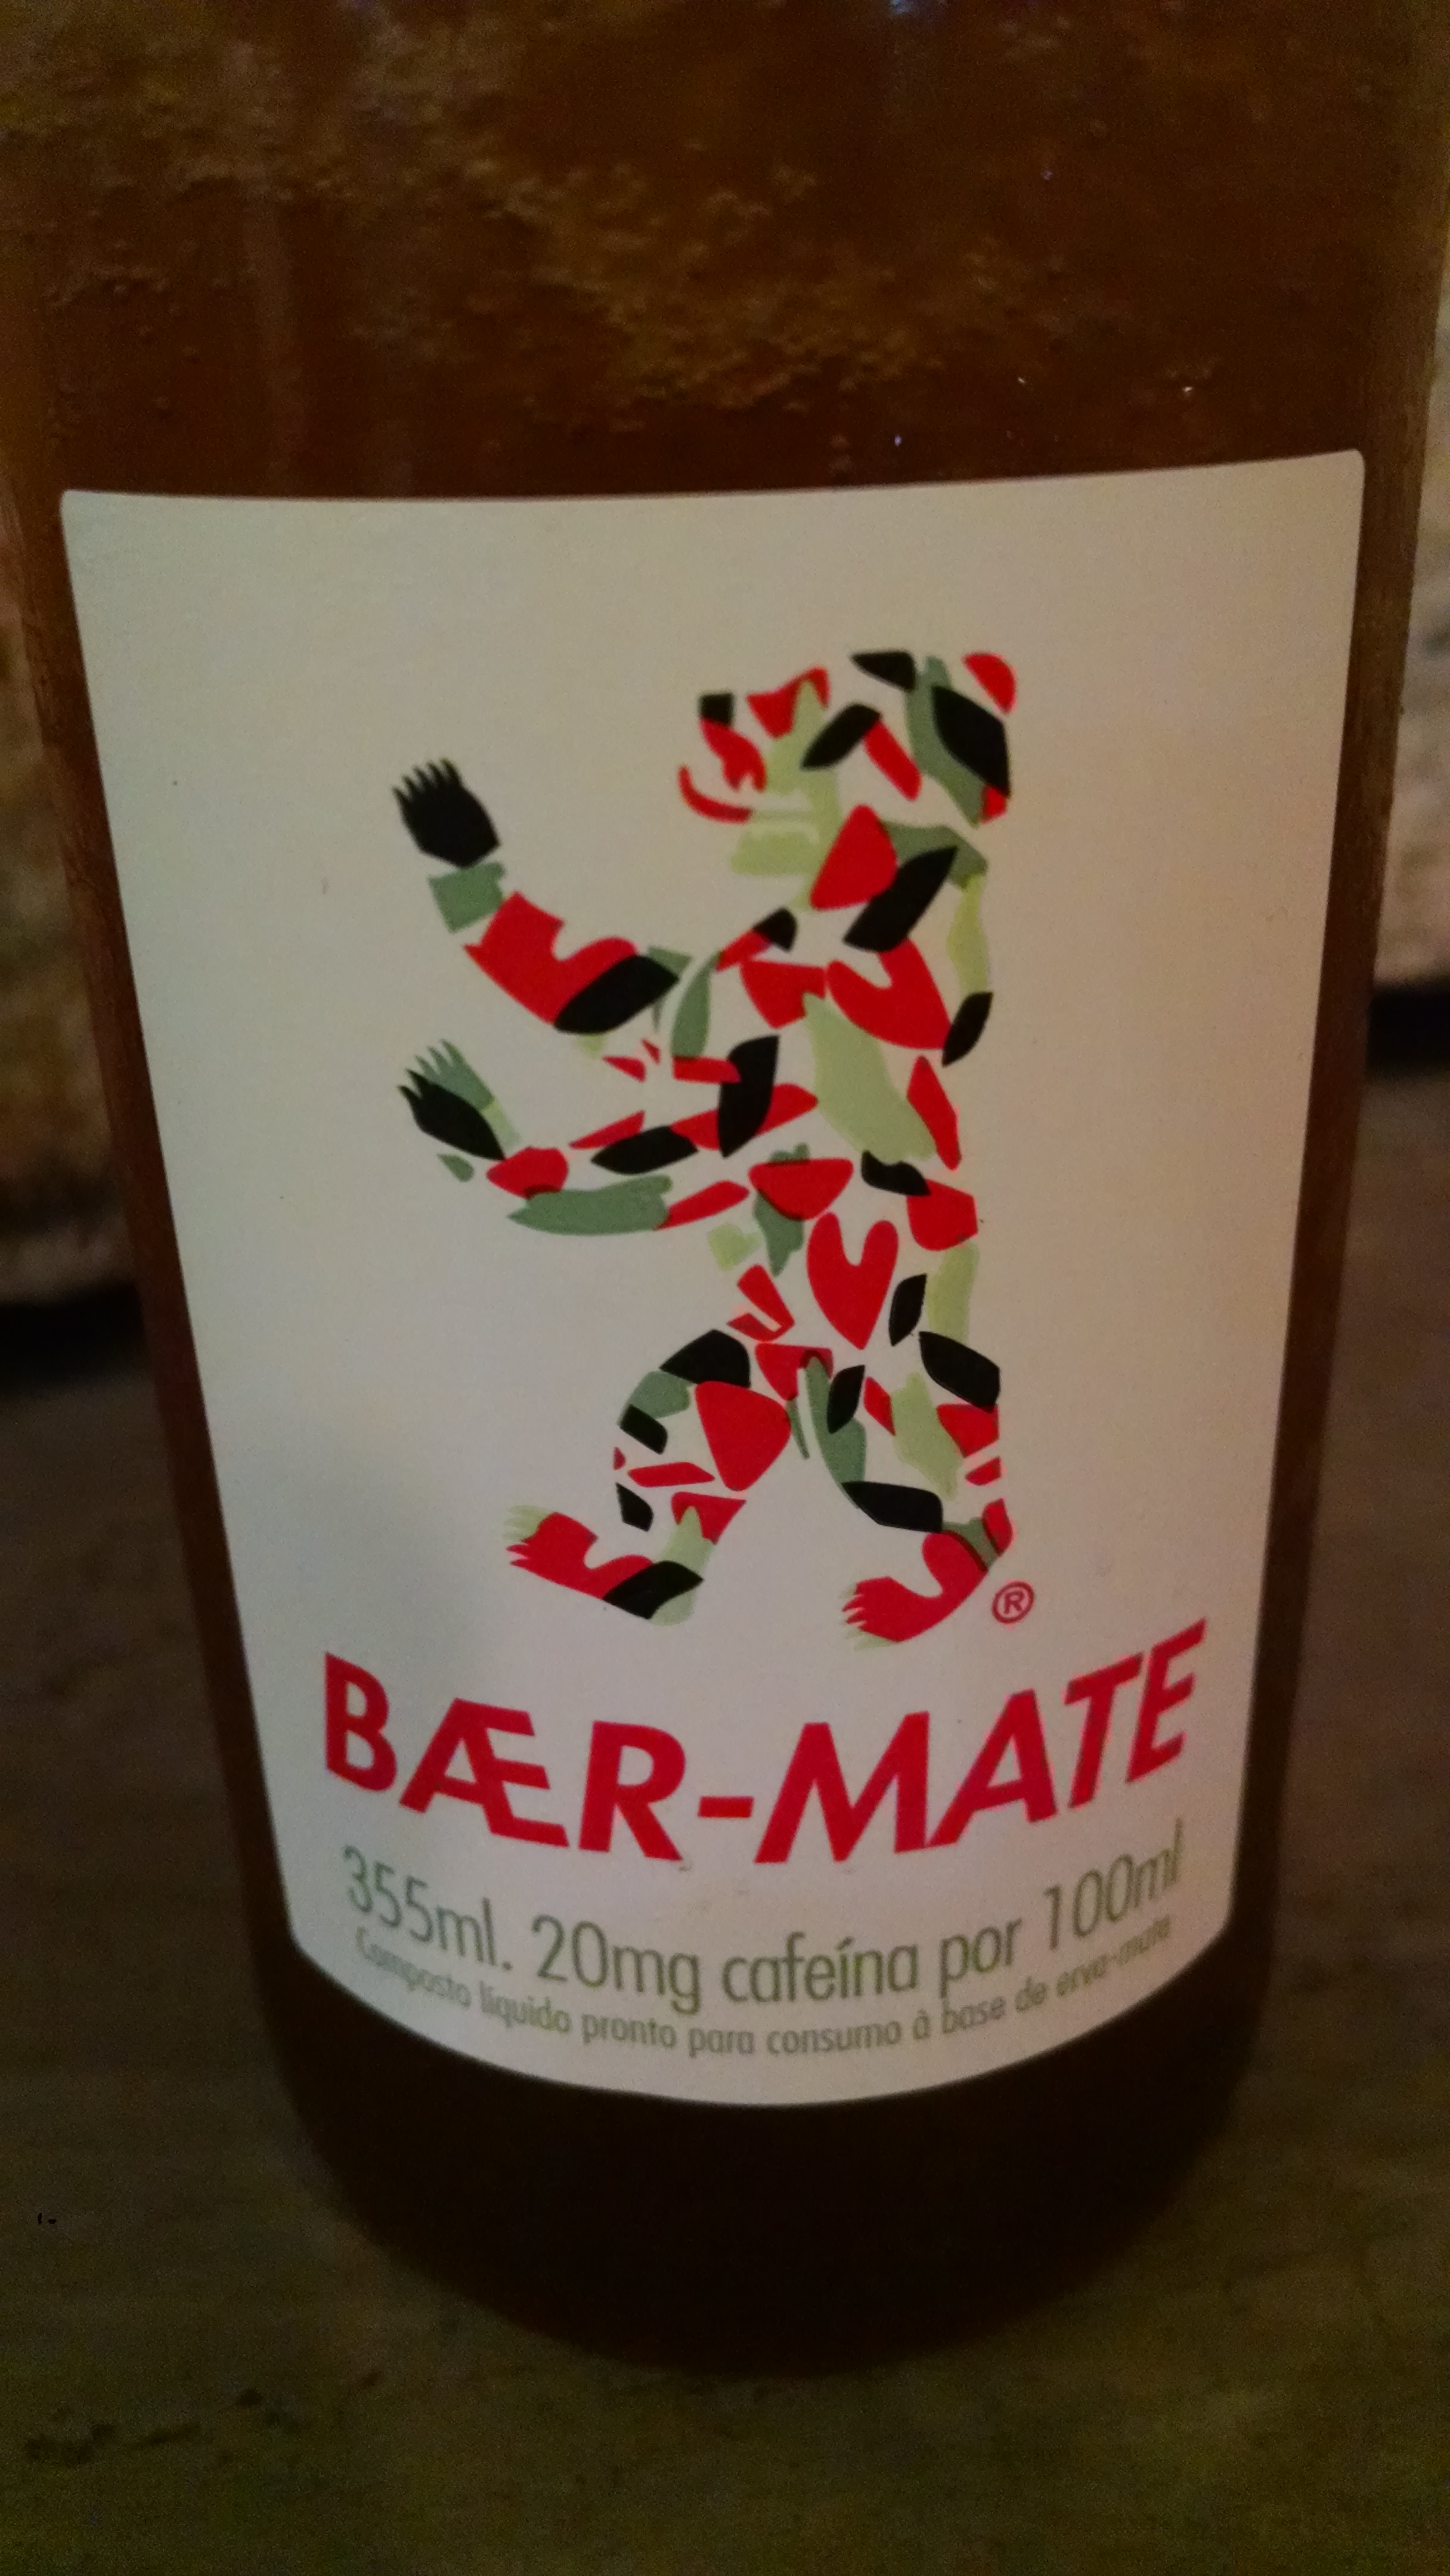 ®
BÆR-MATE
355ml. 20mg cafeína por 100ml
Composto líquido pronto para consumo à base de erva-mate